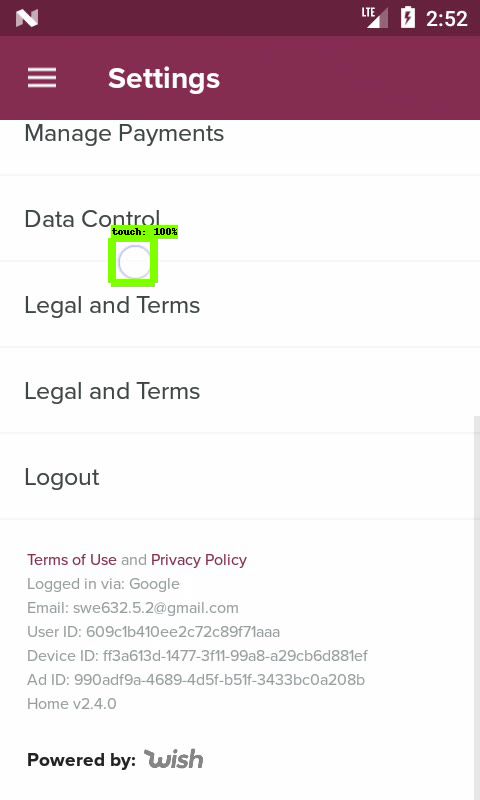 LTE 2:52
Settings
Manage Payments
Data Control
touch: 100%
Legal and Terms
Legal and Terms
Logout
Terms of Use and Privacy Policy
Logged in via: Google
Email: swe632.5.2@gmail.com
User ID: 609c1b410ee2c72c89f71aaa
Device ID: ff3a613d-1477-3f11-99a8-a29cb6d881ef
Ad ID: 990adf9a-4689-4d5f-b51f-3433bc0a208b
Home v2.4.0
Powered by: wish